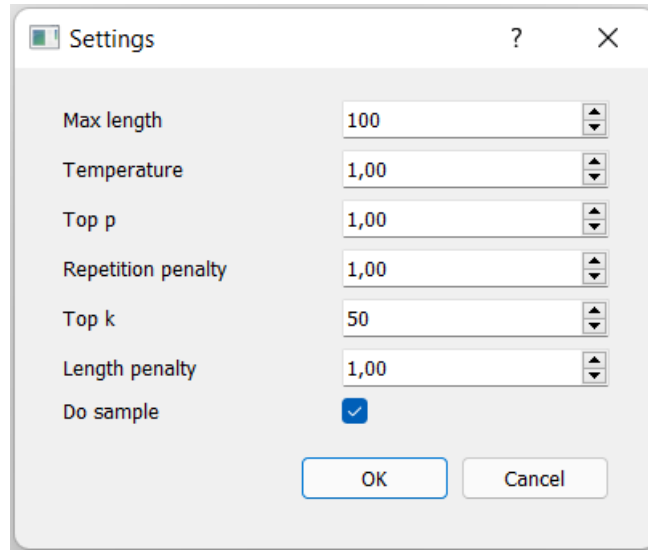 Settings ?
Max length 100
Temperature 1,00
Top p 1,00
Repetition penalty 1,00
Top k 50
Length penalty 1,00
Do sample
OK Cancel